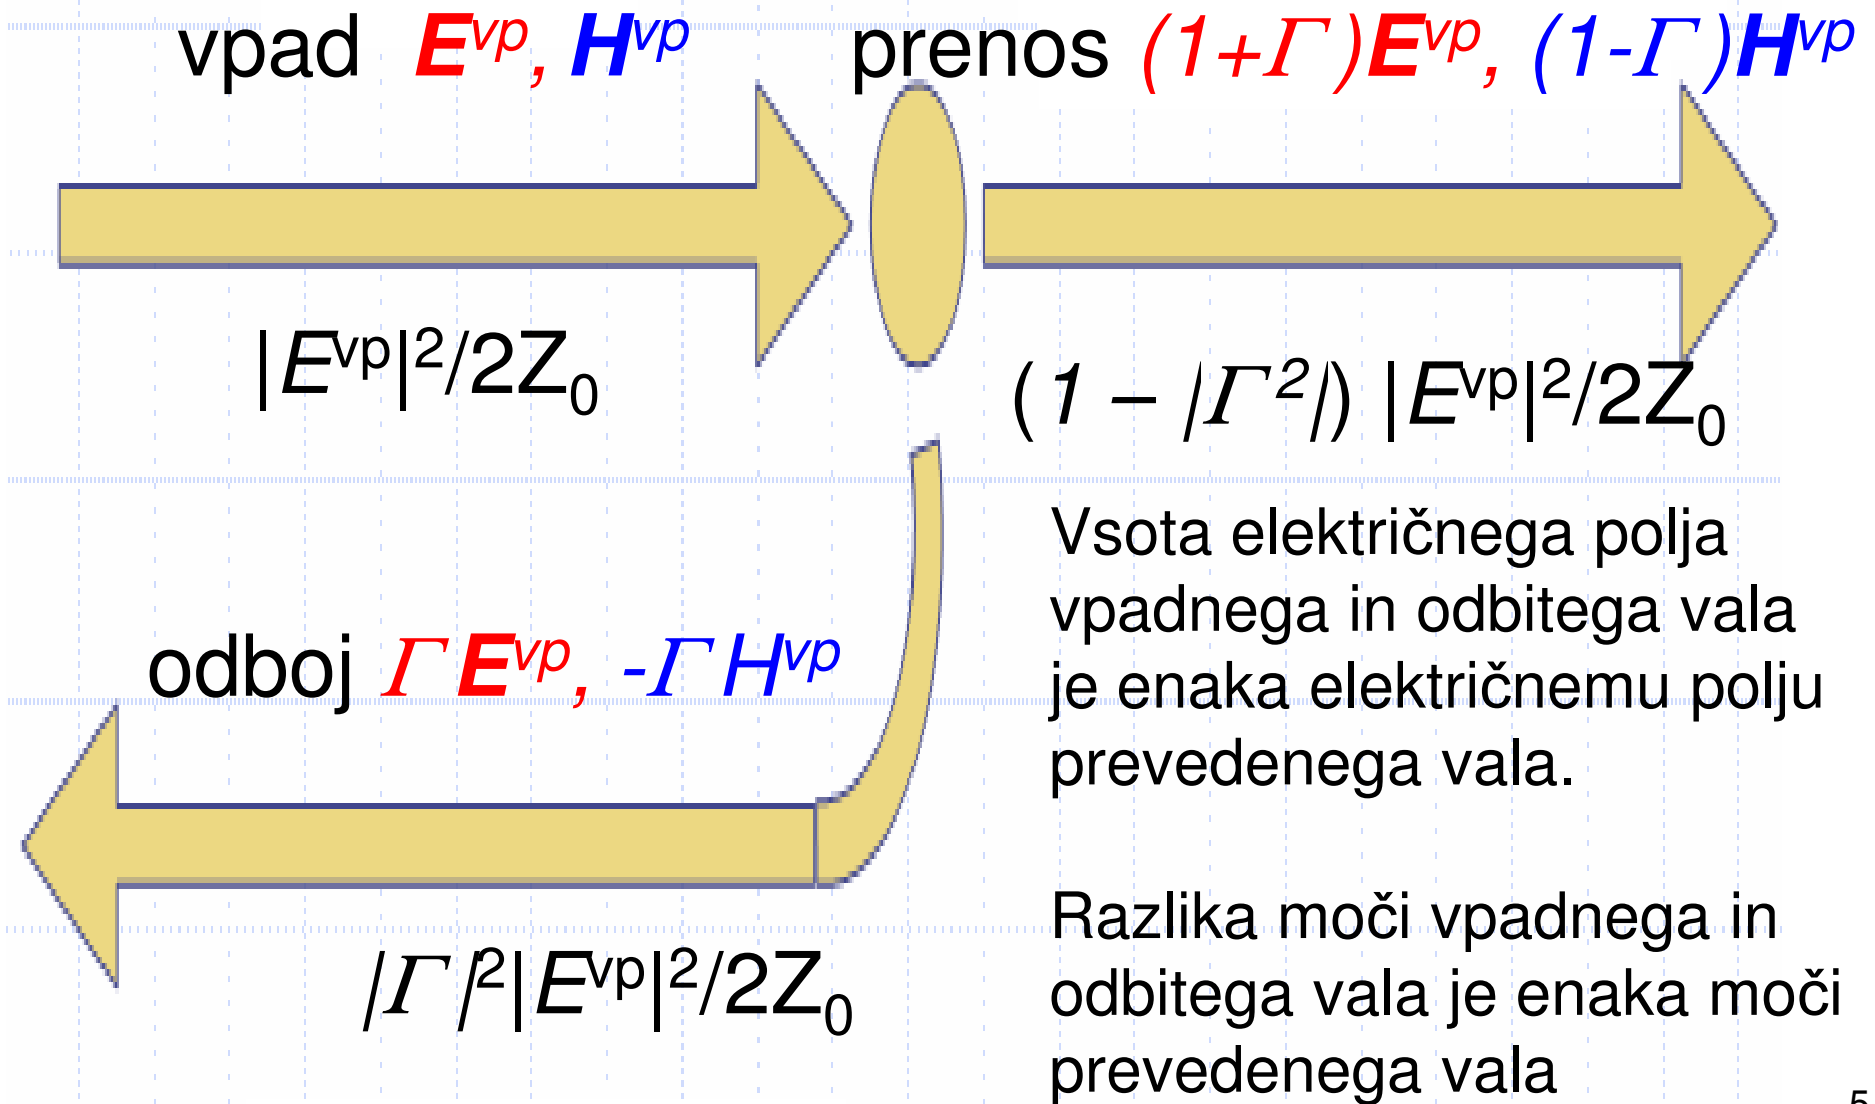 vpad E^vp, H^vp
prenos (1+Γ)E^vp, (1-Γ)H^vp
|E^vp|²/2Z₀
(1 – |Γ²|) |E^vp|²/2Z₀
odboj ΓE^vp, -ΓH^vp
|Γ|²|E^vp|²/2Z₀
Vsota električnega polja
vpadnega in odbitega vala
je enaka električnemu polju
prevedenega vala.
Razlika moči vpadnega in
odbitega vala je enaka moči
prevedenega vala